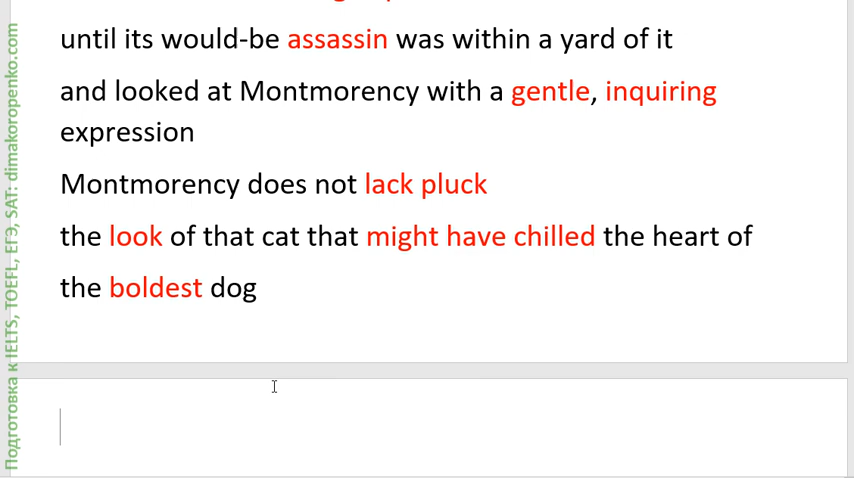 until its would-be assassin was within a yard of it
and looked at Montmorency with a gentle, inquiring
expression
Montmorency does not lack pluck
the look of that cat that might have chilled the heart of
the boldest dog
Подготовка к IELTS, TOEFL, ЕГЭ, SAT: dimakoropenko.com